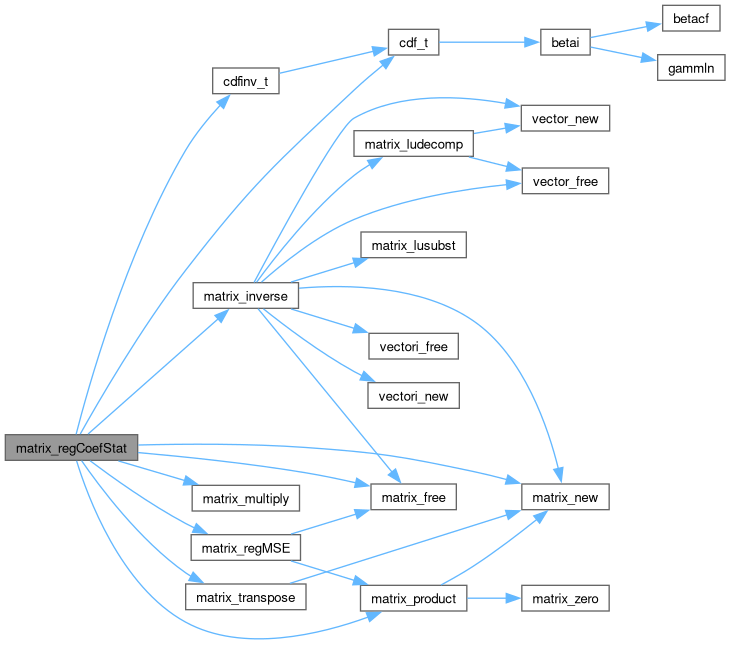 betacf
cdf_t
betai
gammln
cdfinv_t
vector_new
matrix_ludecomp
vector_free
matrix_lusubst
matrix_inverse
vectori_free
vectori_new
matrix_regCoefStat
matrix_multiply
matrix_free
matrix_new
matrix_regMSE
matrix_transpose
matrix_product
matrix_zero